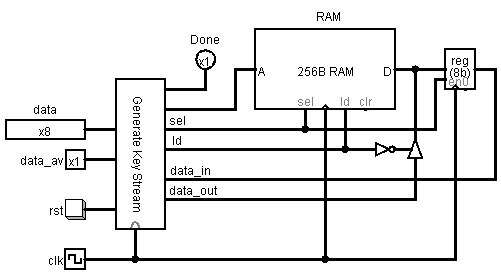 RAM
Done
x1
A
256B RAM
D
sel
ld
clr
reg
(8b)
en0
data
x8
Generate Key Stream
sel
ld
data_av
x1
data_in
data_out
rst
clk